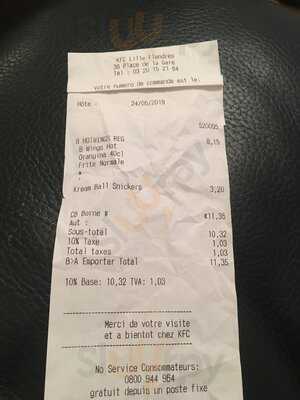 KFC Lille Flandres
36 Place de la Gare
Tel : 03 20 15 21 84
votre numero de commande est le:
Hôte - 24/06/2019
520095
8 HOTWINGS REG 8,15
8 Wings Hot
Orangina 40cl
Frite Normale
*
*
Kream Ball Snickers 3,20
CB Borne # €11,35
Aut :
Sous-total 10,32
10% Taxe 1,03
Total taxes 1,03
B>A Emporter Total 11,35
10% Base: 10,32 TVA: 1,03
Merci de votre visite
et a bientot chez KFC
No Service Consommateurs:
0800 944 964
gratuit depuis un poste fixe